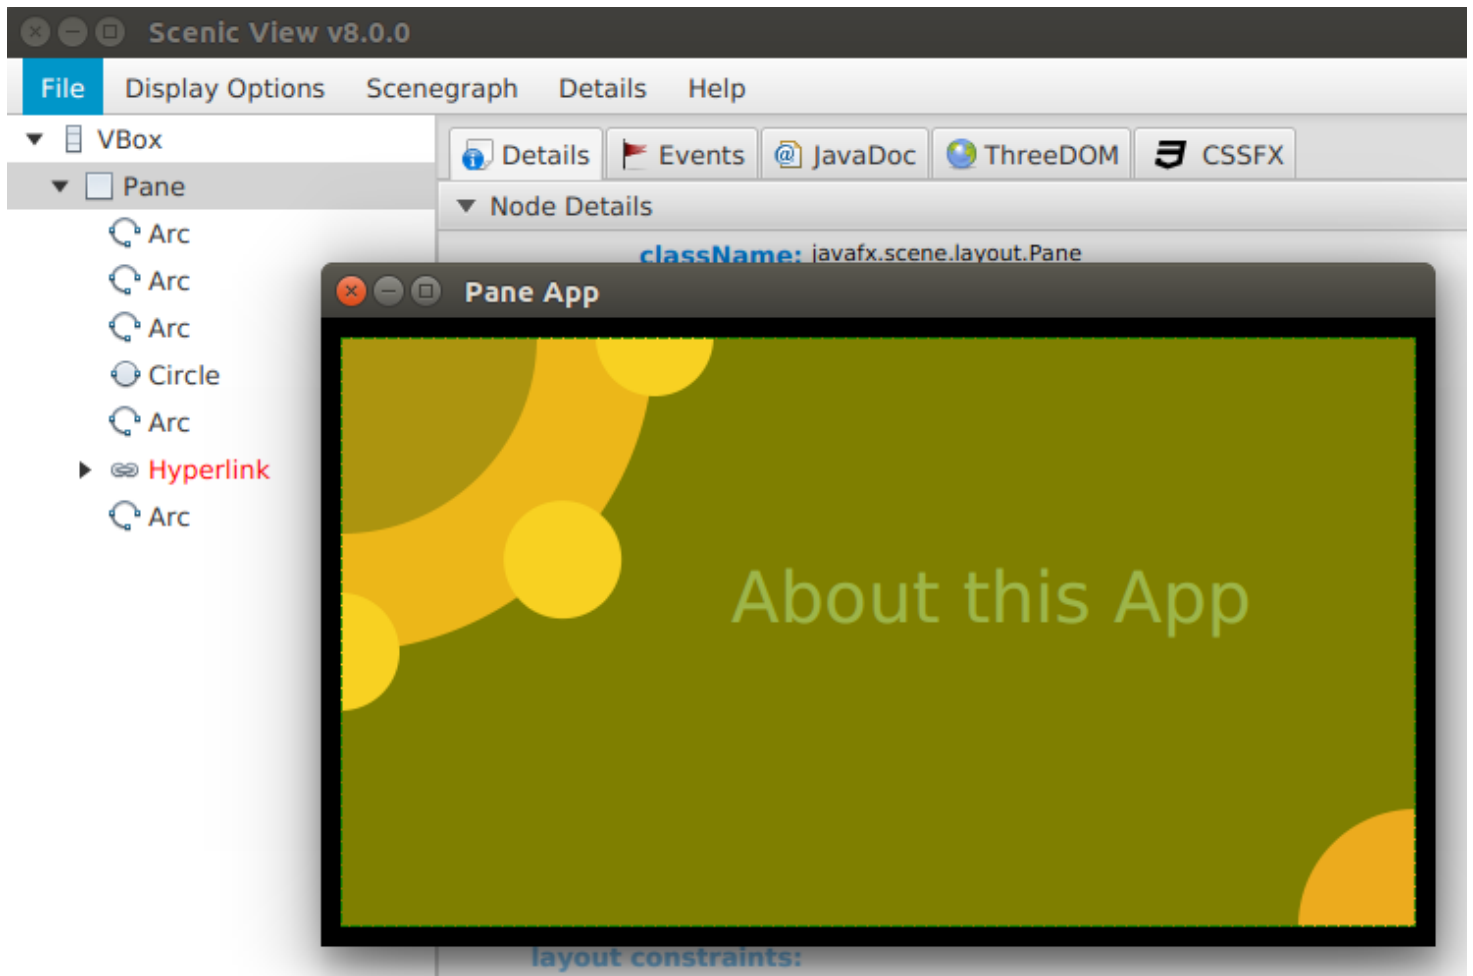 Scenic View v8.0.0
File Display Options Scenegraph Details Help
VBox
Pane
Arc
Arc
Arc
Circle
Arc
Hyperlink
Arc
Details Events JavaDoc ThreeDOM CSSFX
Node Details
className: javafx.scene.layout.Pane
Pane App
About this App
layout constraints: